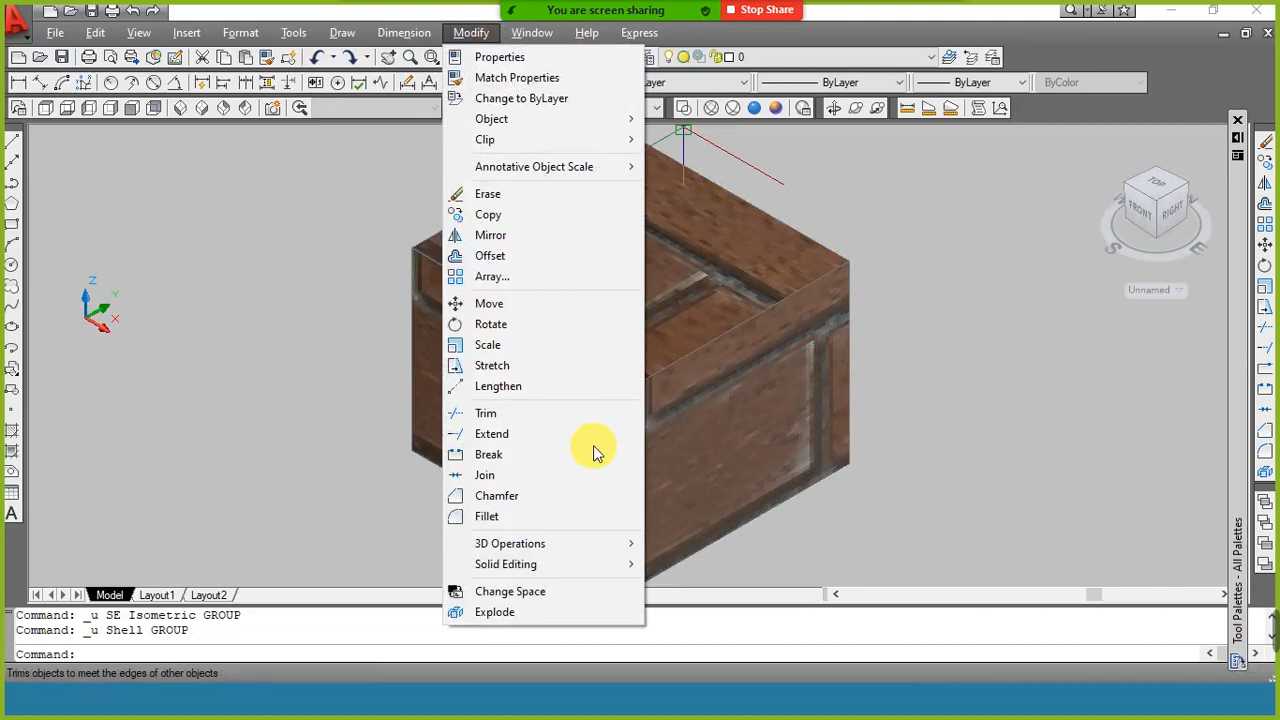 You are screen sharing
Stop Share
File Edit View Insert Format Tools Draw Dimension Modify Window Help Express
Properties
Match Properties
Change to ByLayer
Object
Clip
Annotative Object Scale
Erase
Copy
Mirror
Offset
Array...
Move
Rotate
Scale
Stretch
Lengthen
Trim
Extend
Break
Join
Chamfer
Fillet
3D Operations
Solid Editing
Change Space
Explode
0
ByLayer ByLayer ByColor
Z
Y
X
TOP
FRONT RIGHT
S E
Unnamed
Tool Palettes - All Palettes
Model Layout1 Layout2
Command: _u SE Isometric GROUP
Command: _u Shell GROUP
Command:
Trims objects to meet the edges of other objects